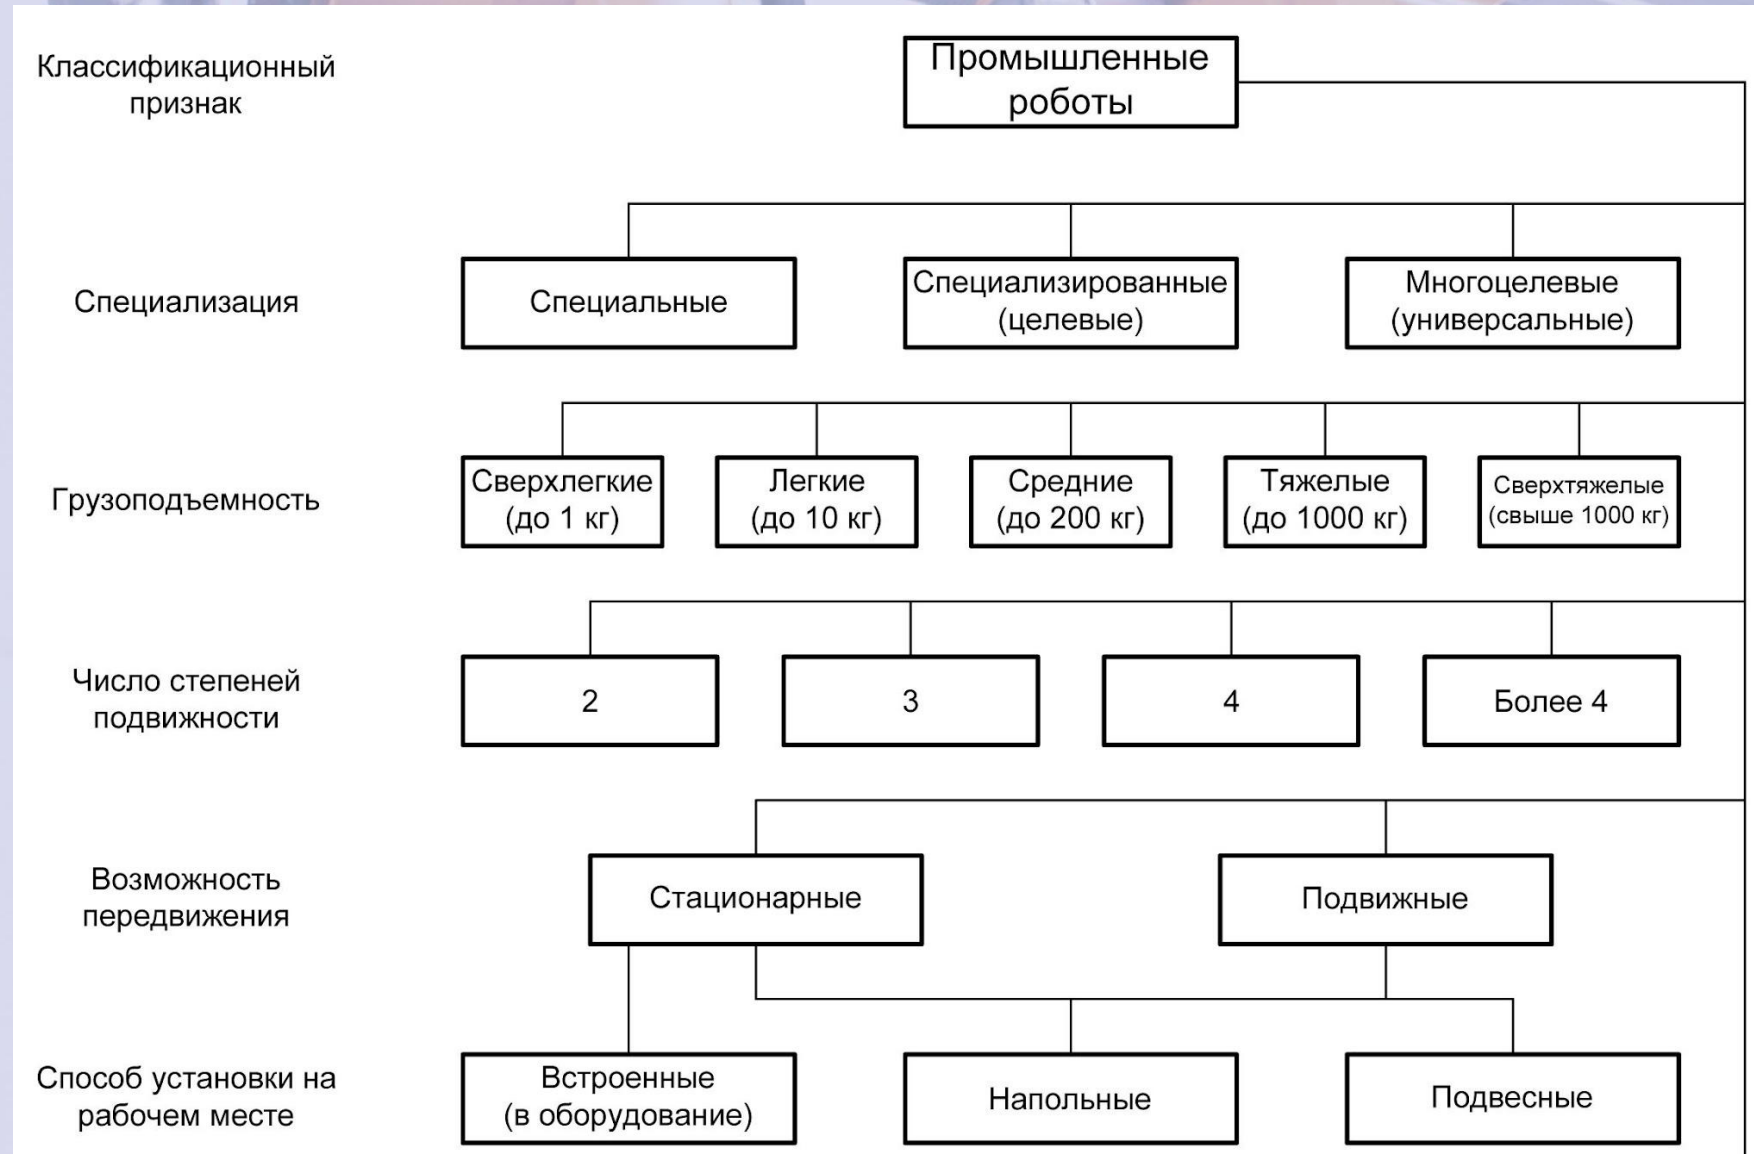 Классификационный
признак
Промышленные
роботы
Специализация
Специальные
Специализированные
(целевые)
Многоцелевые
(универсальные)
Грузоподъемность
Сверхлегкие
(до 1 кг)
Легкие
(до 10 кг)
Средние
(до 200 кг)
Тяжелые
(до 1000 кг)
Сверхтяжелые
(свыше 1000 кг)
Число степеней
подвижности
2
3
4
Более 4
Возможность
передвижения
Стационарные
Подвижные
Способ установки на
рабочем месте
Встроенные
(в оборудование)
Напольные
Подвесные